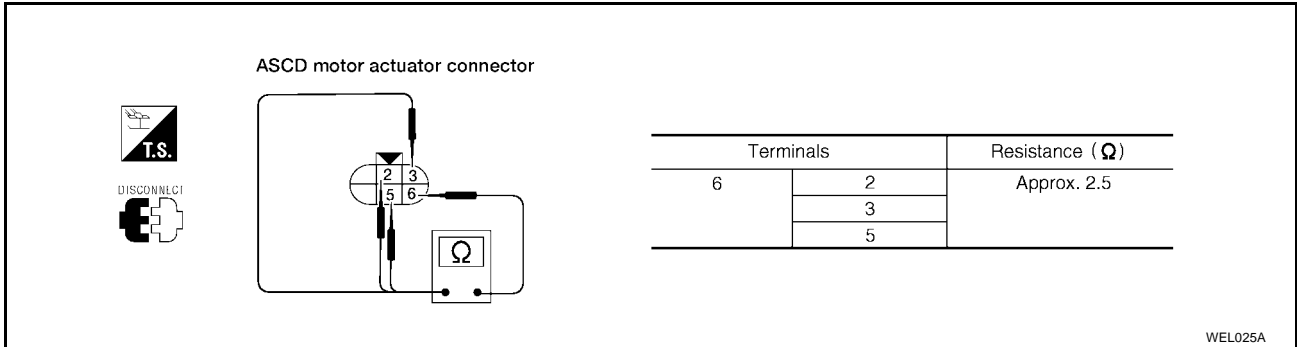 ASCD motor actuator connector
T.S.
DISCONNECT
2 3
5 6
Ω
Terminals Resistance (Ω)
6 2 Approx. 2.5
3
5
WEL025A